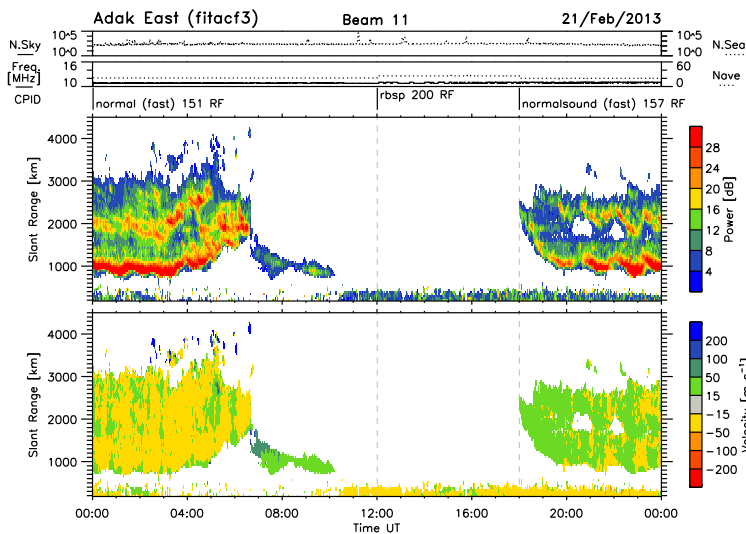 Adak East (fitacf3) Beam 11 21/Feb/2013
N.Sky 10^5 10^0 10^5 10^0 N.Sea
Freq. [MHz] 16 10 60 0 Nave
CPID normal (fast) 151 RF rbsp 200 RF normalsound (fast) 157 RF
Slant Range [km] 4000 3000 2000 1000
28 24 20 16 12 8 4 Power [dB]
Slant Range [km] 4000 3000 2000 1000
200 100 50 15 -15 -50 -100 -200 Velocity [m s^-1]
00:00 04:00 08:00 12:00 16:00 20:00 00:00
Time UT